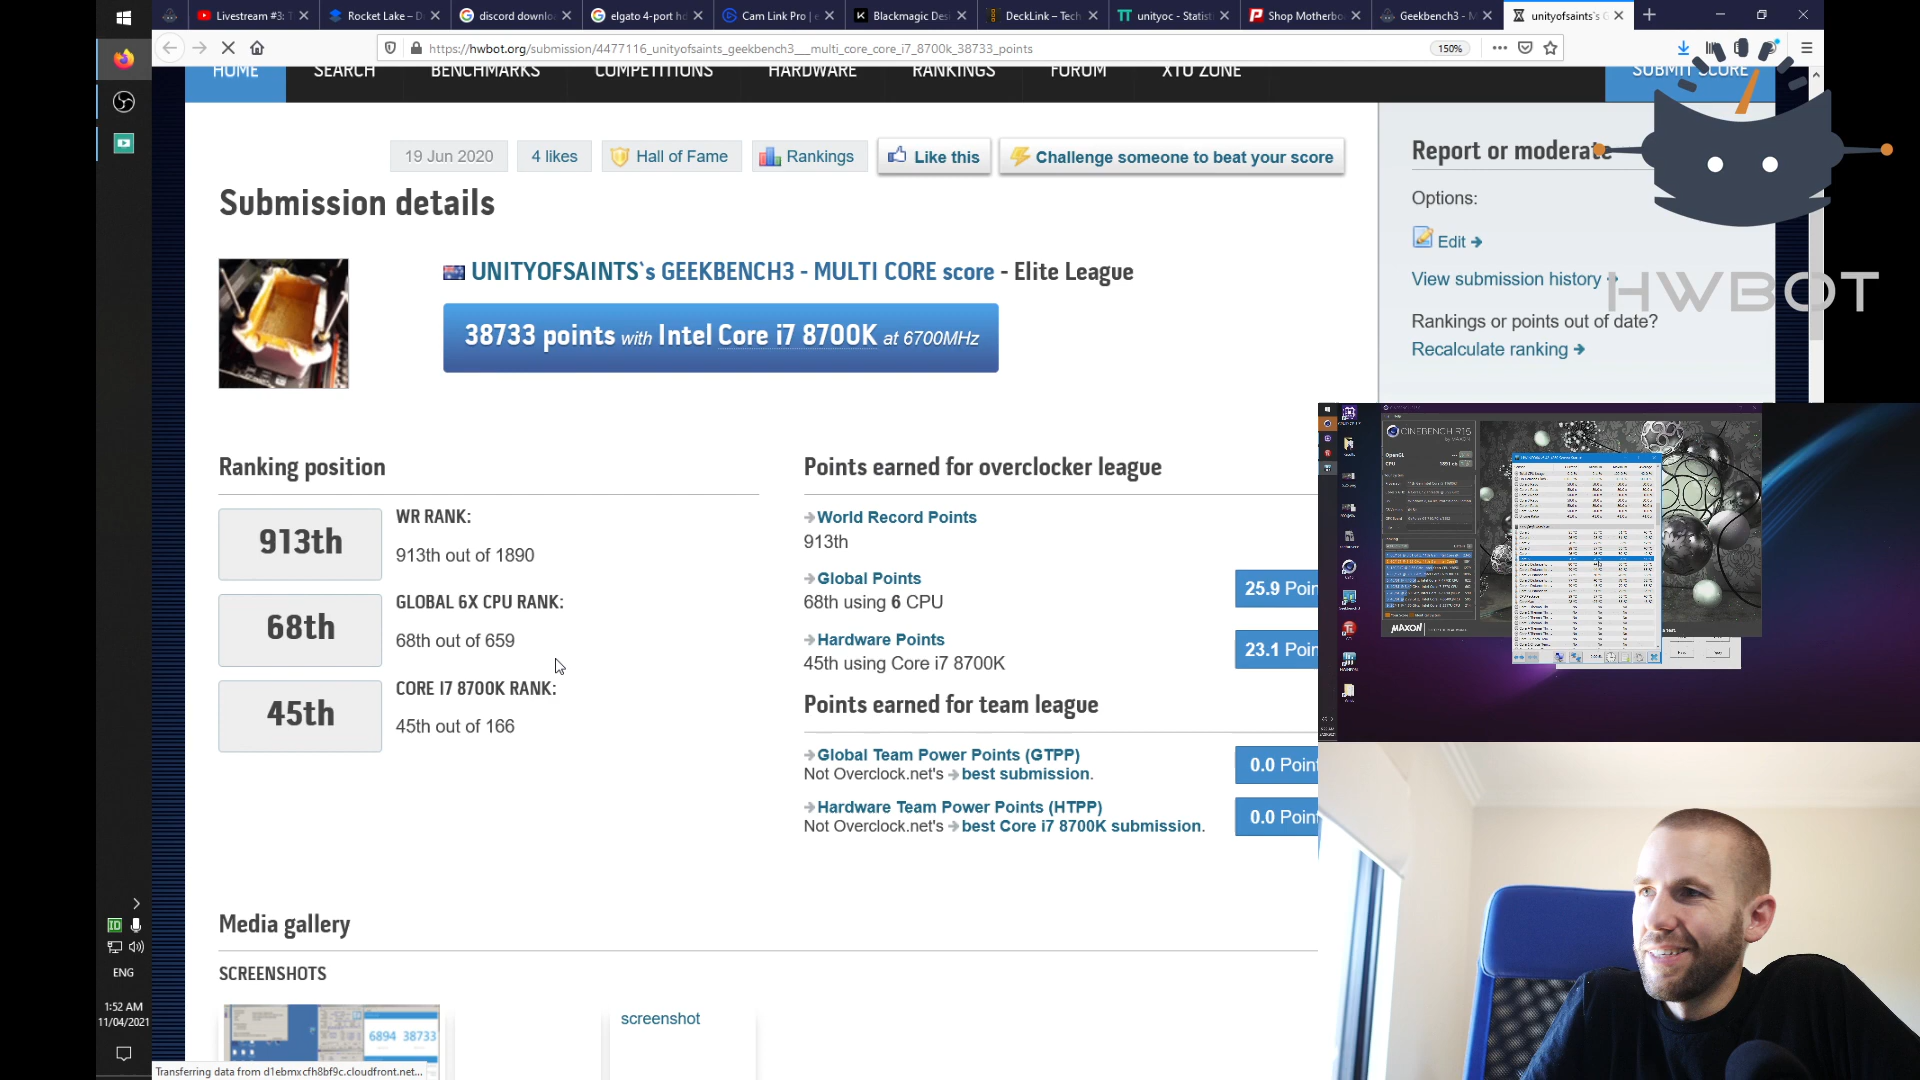 Livestream #3: T
Rocket Lake – D
discord downlo
elgato 4-port hd
Cam Link Pro | e
Blackmagic Des
DeckLink – Tech
unityoc - Statist
Shop Motherbo
Geekbench3 - M
unityofsaints's G
https://hwbot.org/submission/4477116_unityofsaints_geekbench3___multi_core_core_i7_8700k_38733_points
150%
HOME
SEARCH
BENCHMARKS
COMPETITIONS
HARDWARE
RANKINGS
FORUM
XTU ZONE
SUBMIT SCORE
19 Jun 2020
4 likes
Hall of Fame
Rankings
Like this
Challenge someone to beat your score
Submission details
UNITYOFSAINTS`s GEEKBENCH3 - MULTI CORE score - Elite League
38733 points with Intel Core i7 8700K at 6700MHz
Report or moderate
Options:
Edit
View submission history
Rankings or points out of date?
Recalculate ranking
HWBOT
Ranking position
913th
WR RANK:
913th out of 1890
68th
GLOBAL 6X CPU RANK:
68th out of 659
45th
CORE I7 8700K RANK:
45th out of 166
Points earned for overclocker league
World Record Points
913th
Global Points
68th using 6 CPU
25.9 Poin
Hardware Points
45th using Core i7 8700K
23.1 Poin
Points earned for team league
Global Team Power Points (GTPP)
Not Overclock.net's best submission.
0.0 Point
Hardware Team Power Points (HTPP)
Not Overclock.net's best Core i7 8700K submission.
0.0 Point
Media gallery
SCREENSHOTS
6894 38733
screenshot
CINEBENCH R15
by MAXON
OpenGL
CPU
MAXON
ENG
1:52 AM
11/04/2021
Transferring data from d1ebmxcfh8bf9c.cloudfront.net...